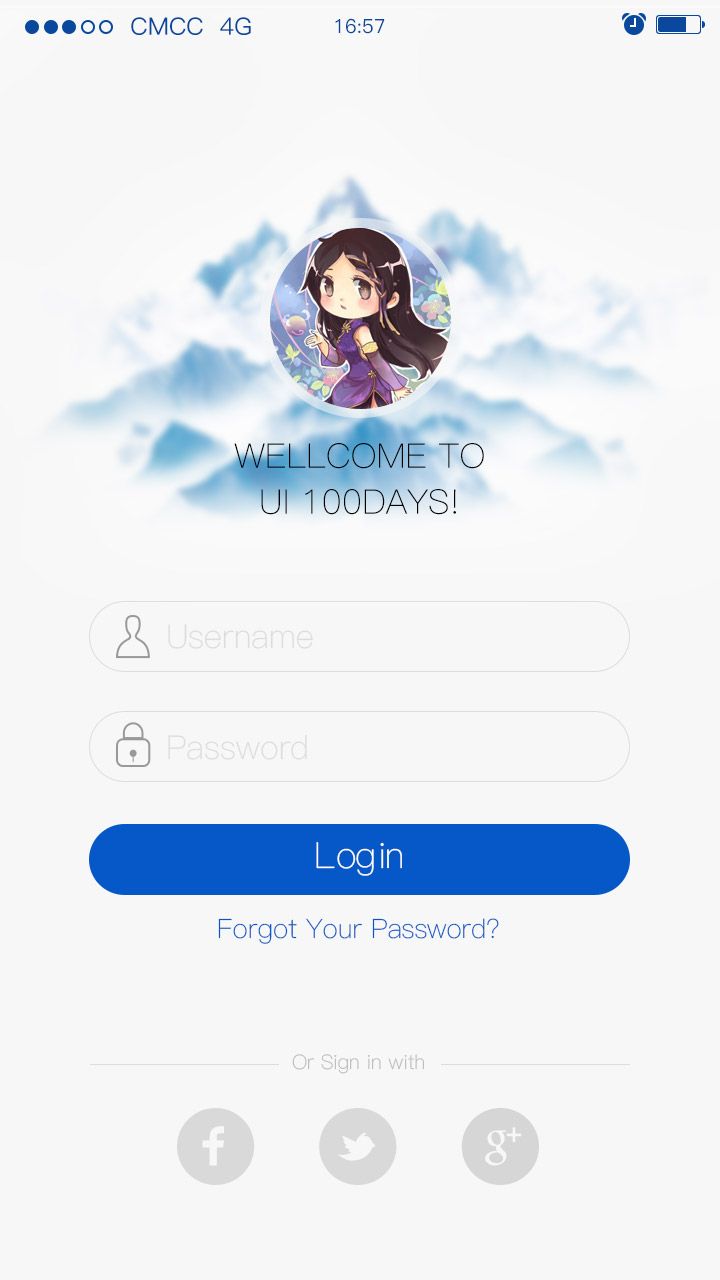 CMCC 4G 16:57
WELLCOME TO
UI 100DAYS!
Username
Password
Login
Forgot Your Password?
Or Sign in with
f g+